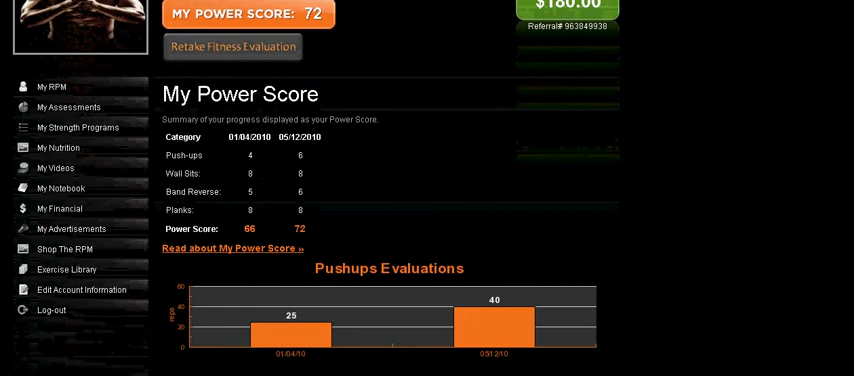 MY POWER SCORE: 72
$180.00
Referral# 963849938
Retake Fitness Evaluation
My RPM
My Assessments
My Strength Programs
My Nutrition
My Videos
My Notebook
My Financial
My Advertisements
Shop The RPM
Exercise Library
Edit Account Information
Log-out
My Power Score
Summary of your progress displayed as your Power Score.
Category 01/04/2010 05/12/2010
Push-ups 4 6
Wall Sits: 8 8
Band Reverse: 5 6
Planks: 8 8
Power Score: 66 72
Read about My Power Score »
Pushups Evaluations
reps
60
40
20
0
25
40
01/04/10
05/12/10